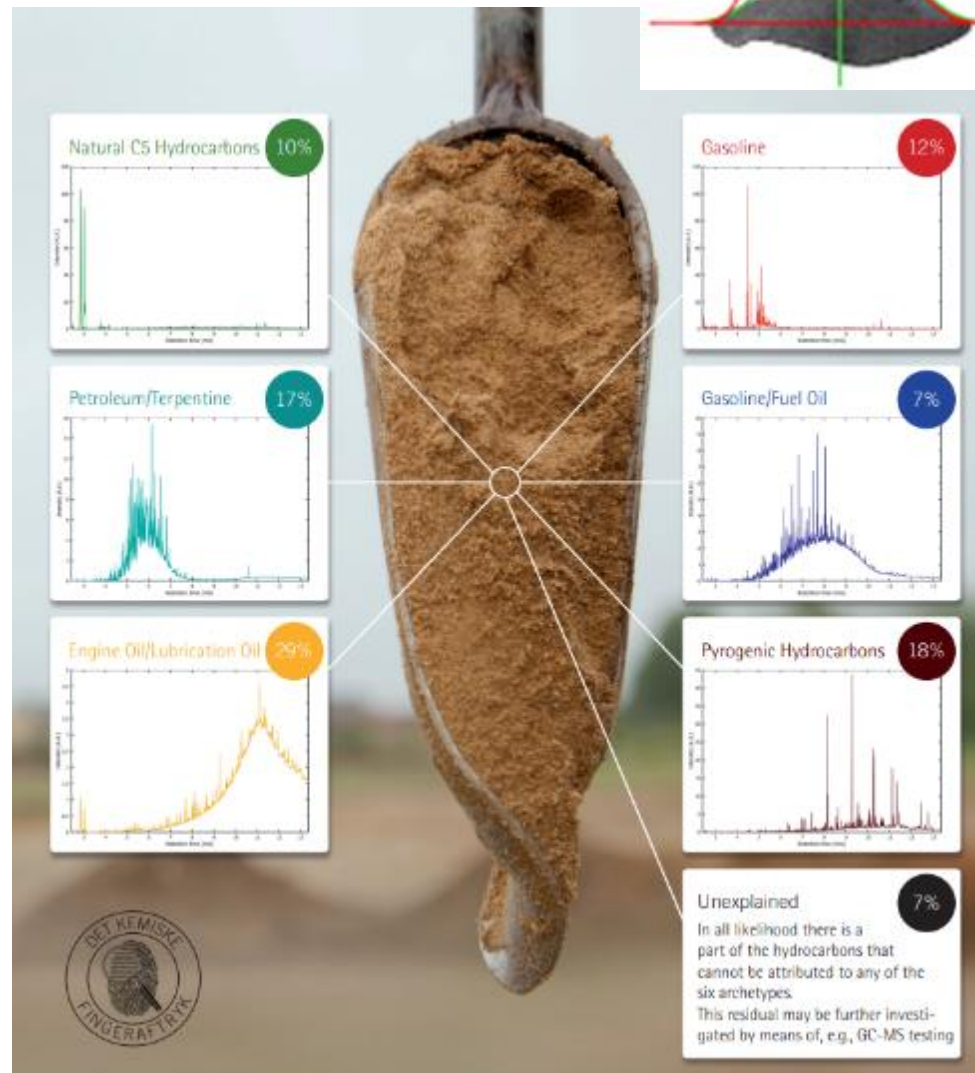 Natural C5 Hydrocarbons 10%
Gasoline 12%
Petroleum/Terpentine 17%
Gasoline/Fuel Oil 7%
Engine Oil/Lubrication Oil 29%
Pyrogenic Hydrocarbons 18%
Unexplained 7%
In all likelihood there is a
part of the hydrocarbons that
cannot be attributed to any of the
six archetypes.
This residual may be further investi-
gated by means of, e.g., GC-MS testing
DET KEMISKE
FINGERAFTRYK